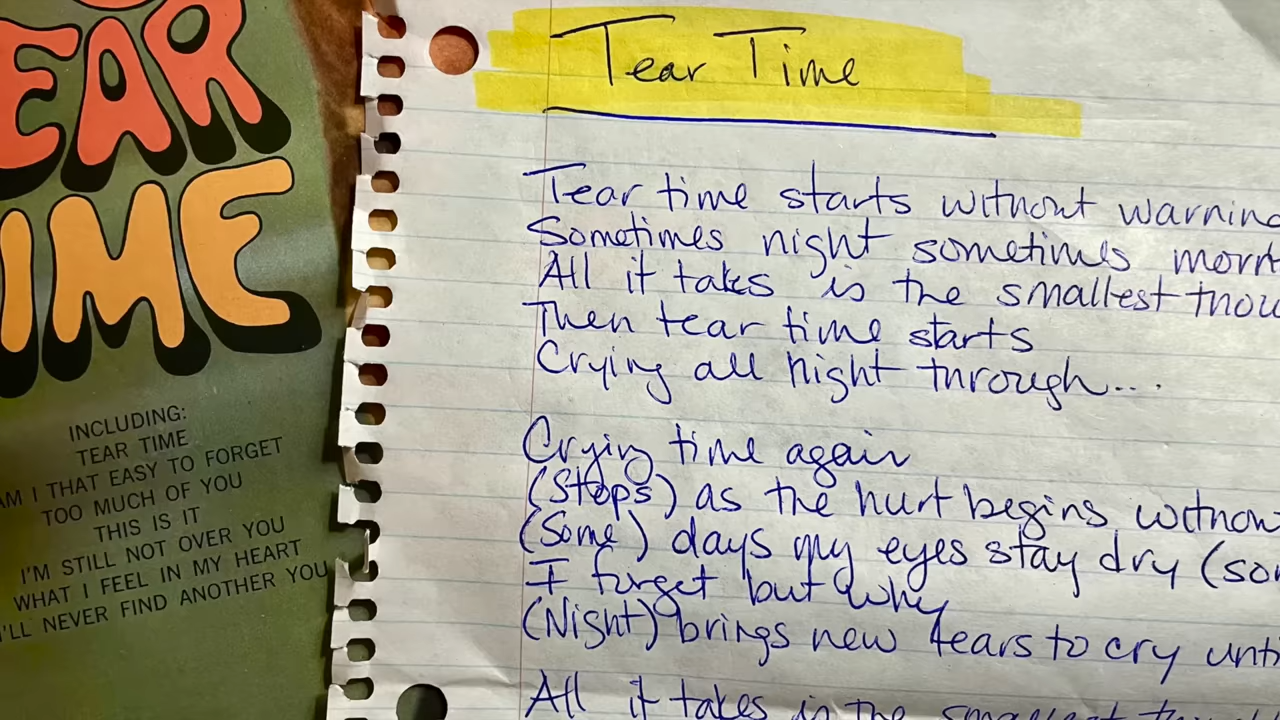 EAR
IME
INCLUDING:
TEAR TIME
AM I THAT EASY TO FORGET
TOO MUCH OF YOU
THIS IS IT
I'M STILL NOT OVER YOU
WHAT I FEEL IN MY HEART
I'LL NEVER FIND ANOTHER YOU
Tear Time
Tear time starts without warning
Sometimes night sometimes morn
All it takes is the smallest thou
Then tear time starts
Crying all night through...
Crying time again
(Stops) as the hurt begins without
(Some) days my eyes stay dry (so
I forget but why
(Night) brings new tears to cry unti
All it takes is the smallest